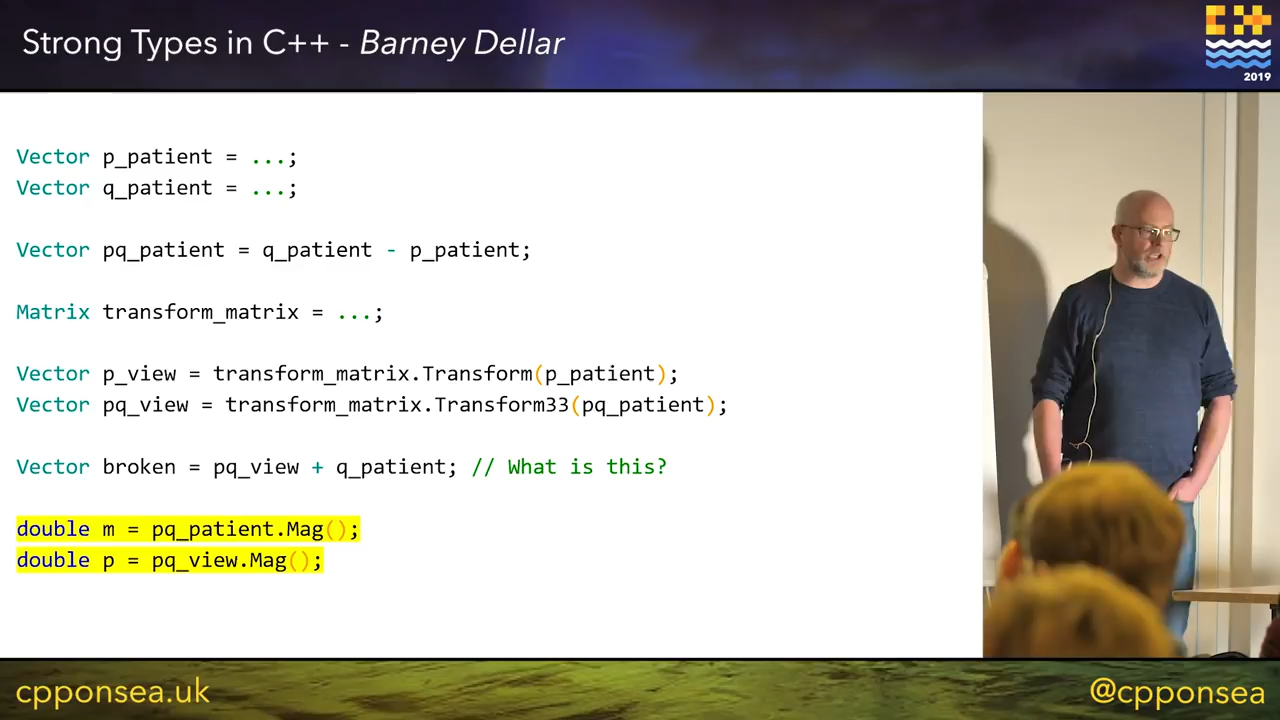 Strong Types in C++ - Barney Dellar
2019
Vector p_patient = ...;
Vector q_patient = ...;
Vector pq_patient = q_patient - p_patient;
Matrix transform_matrix = ...;
Vector p_view = transform_matrix.Transform(p_patient);
Vector pq_view = transform_matrix.Transform33(pq_patient);
Vector broken = pq_view + q_patient; // What is this?
double m = pq_patient.Mag();
double p = pq_view.Mag();
cpponsea.uk
@cpponsea